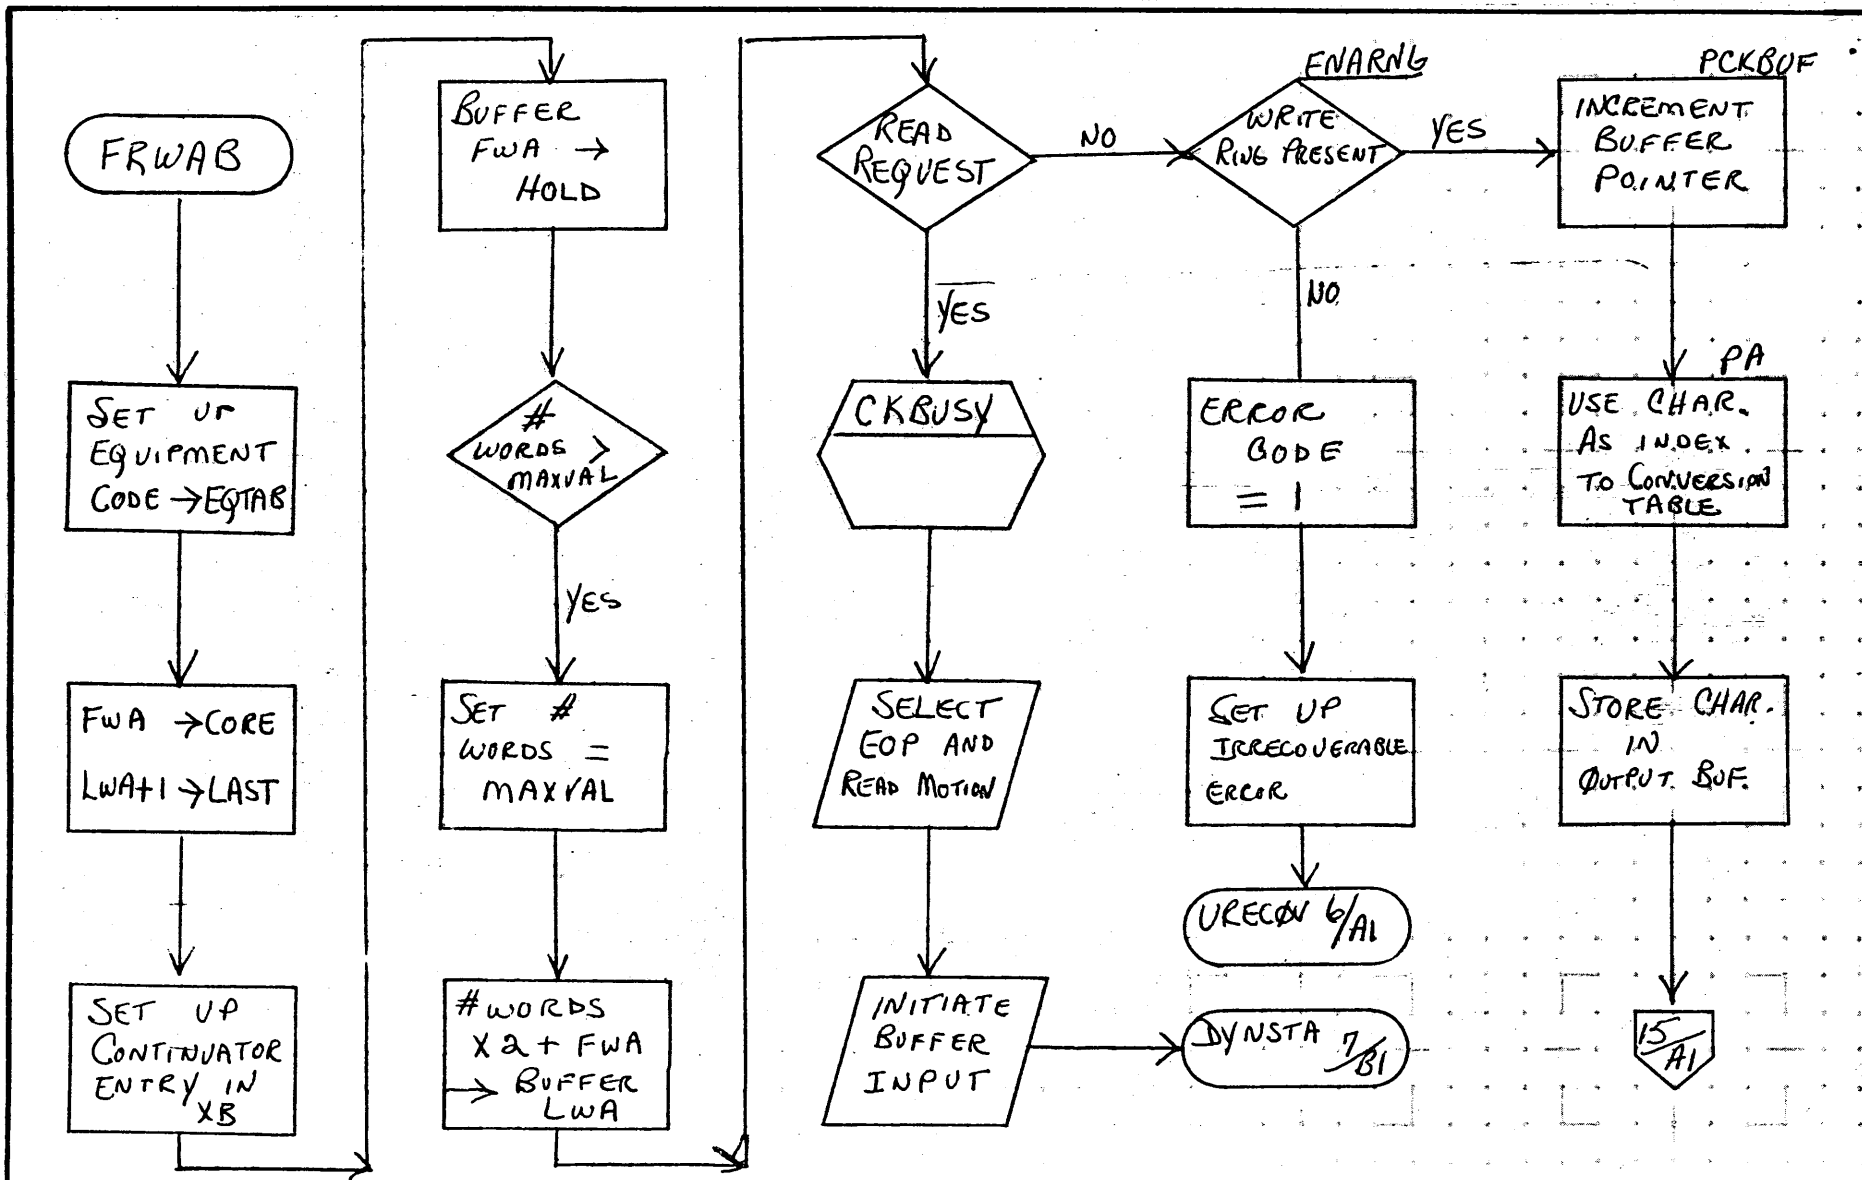 FRWAB
SET UP
EQUIPMENT
CODE → EQTAB
FWA → CORE
LWA+1 → LAST
SET UP
CONTINUATOR
ENTRY IN
XB
BUFFER
FWA →
HOLD
#
WORDS >
MAXVAL
YES
SET #
WORDS =
MAXVAL
# WORDS
X 2 + FWA
→ BUFFER
LWA
READ
REQUEST
NO
YES
CKBUSY
SELECT
EOP AND
READ MOTION
INITIATE
BUFFER
INPUT
ENARNG
WRITE
RING PRESENT
YES
NO
ERROR
CODE
= 1
SET UP
IRRECOVERABLE
ERROR
URECØV 6/A1
DYNSTA 7/B1
PCKBUF
INCREMENT
BUFFER
POINTER
PA
USE CHAR.
AS INDEX
TO CONVERSION
TABLE
STORE CHAR.
IN
ØUTPUT BUF.
15/A1